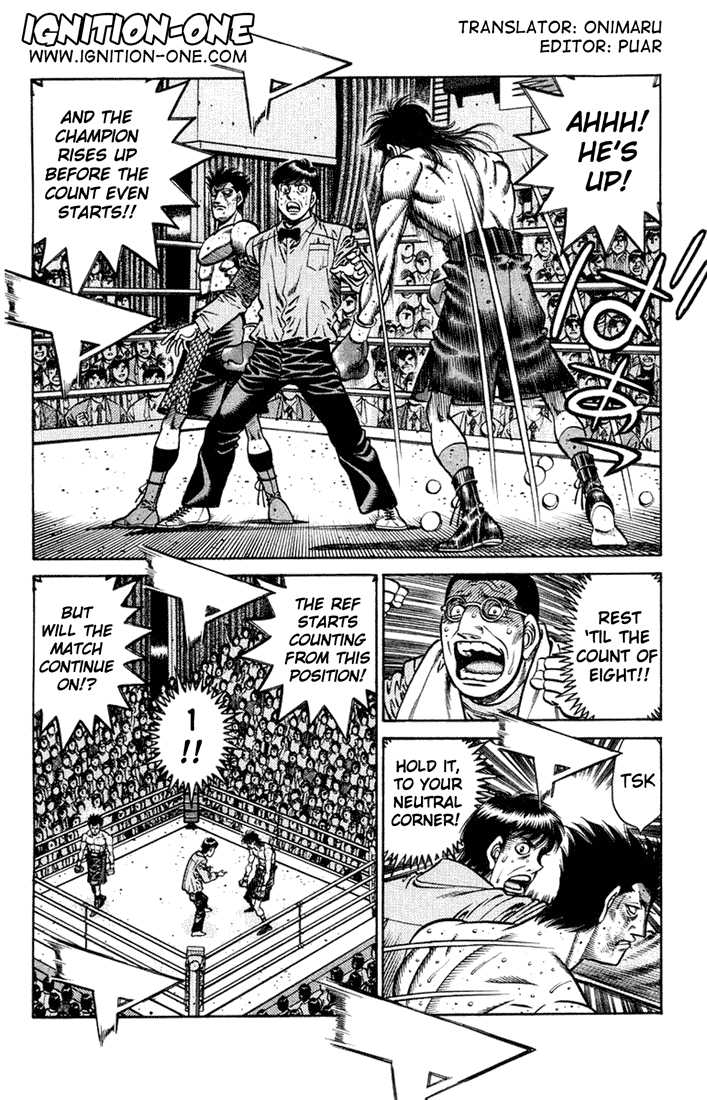 IGNITION-ONE
WWW.IGNITION-ONE.COM
TRANSLATOR: ONIMARU
EDITOR: PUAR
AHHH!
HE'S
UP!
AND THE
CHAMPION
RISES UP
BEFORE THE
COUNT EVEN
STARTS!!
REST
'TIL THE
COUNT OF
EIGHT!!
TSK
HOLD IT,
TO YOUR
NEUTRAL
CORNER!
THE REF
STARTS
COUNTING
FROM THIS
POSITION!
1
!!
BUT
WILL THE
MATCH
CONTINUE
ON!?